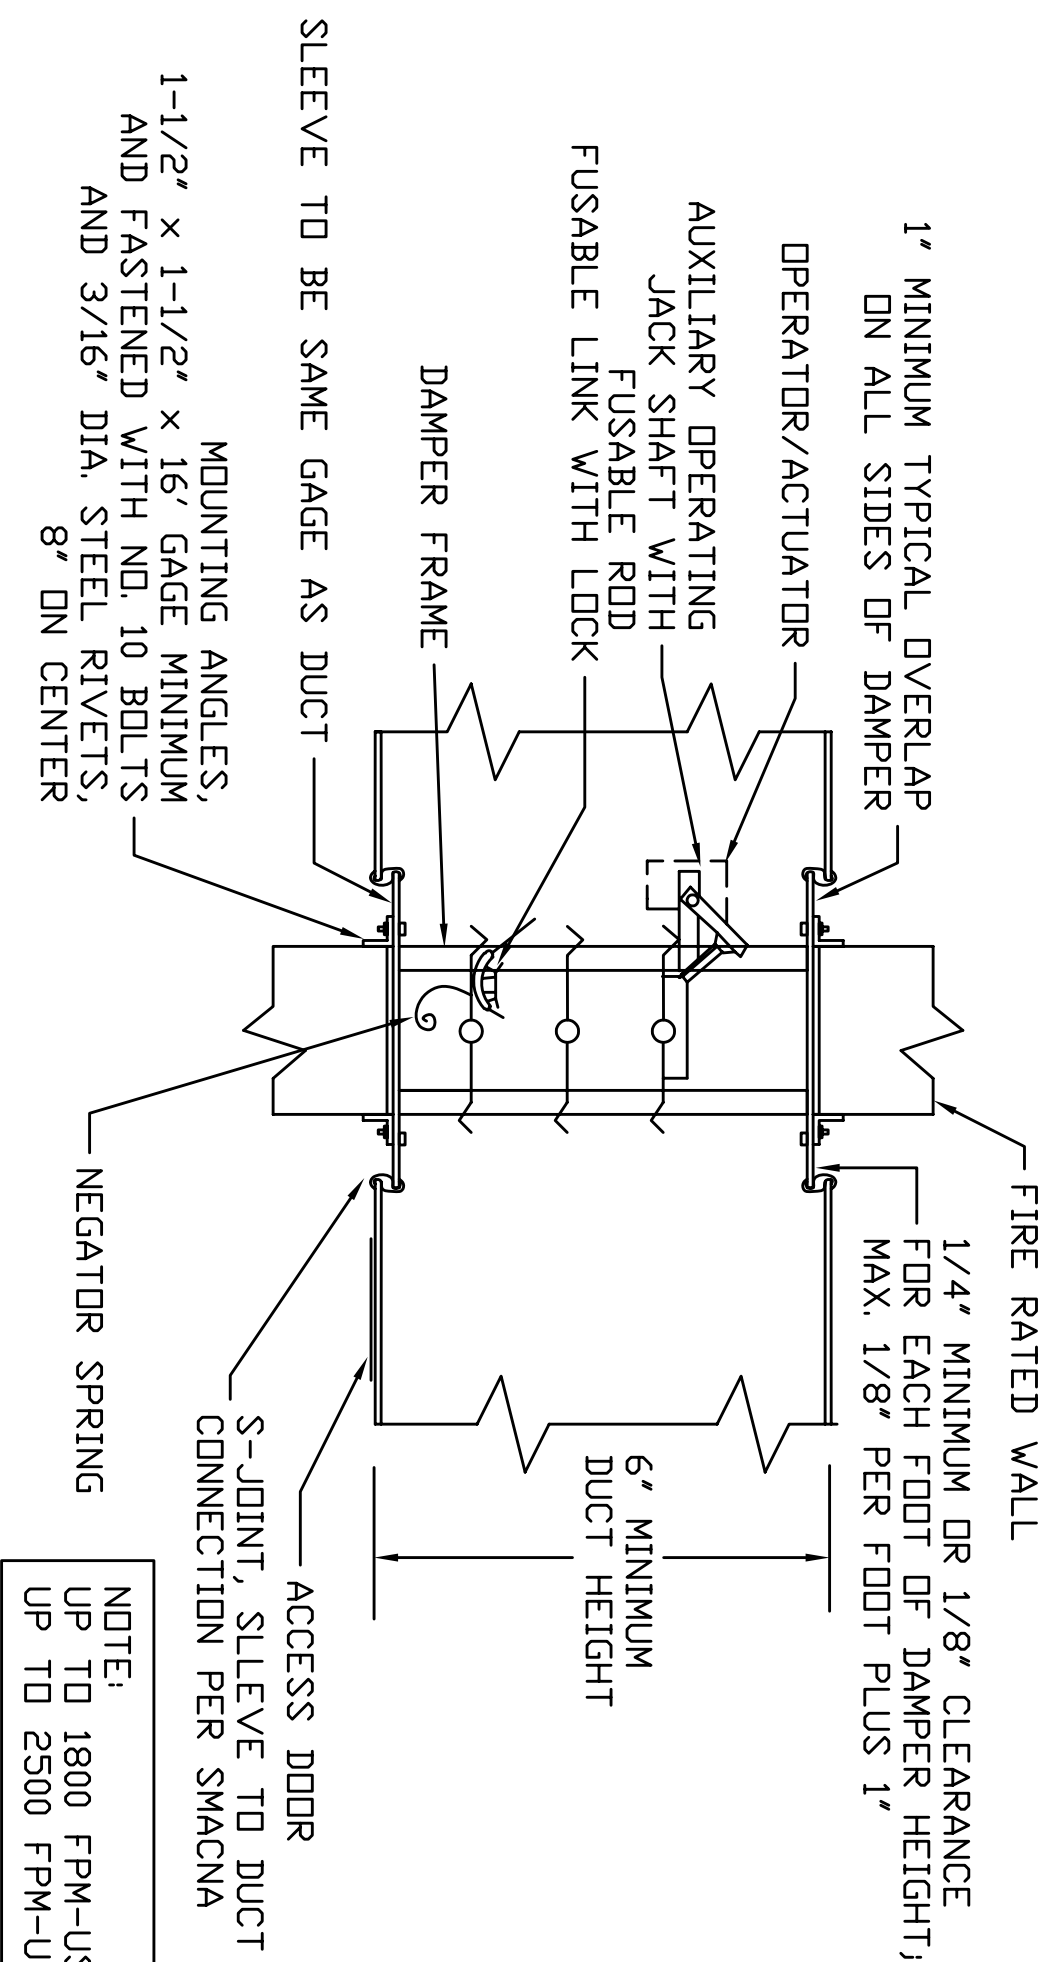 1" MINIMUM TYPICAL OVERLAP
ON ALL SIDES OF DAMPER
OPERATOR/ACTUATOR
AUXILIARY OPERATING
JACK SHAFT WITH
FUSABLE ROD
FUSABLE LINK WITH LOCK
DAMPER FRAME
SLEEVE TO BE SAME GAGE AS DUCT
MOUNTING ANGLES,
1-1/2" x 1-1/2" x 16' GAGE MINIMUM
AND FASTENED WITH NO. 10 BOLTS
AND 3/16" DIA. STEEL RIVETS,
8" ON CENTER
FIRE RATED WALL
1/4" MINIMUM OR 1/8" CLEARANCE
FOR EACH FOOT OF DAMPER HEIGHT;
MAX. 1/8" PER FOOT PLUS 1"
6" MINIMUM
DUCT HEIGHT
ACCESS DOOR
S-JOINT, SLLEVE TO DUCT
CONNECTION PER SMACNA
NEGATOR SPRING
NOTE:
UP TO 1800 FPM-US
UP TO 2500 FPM-U